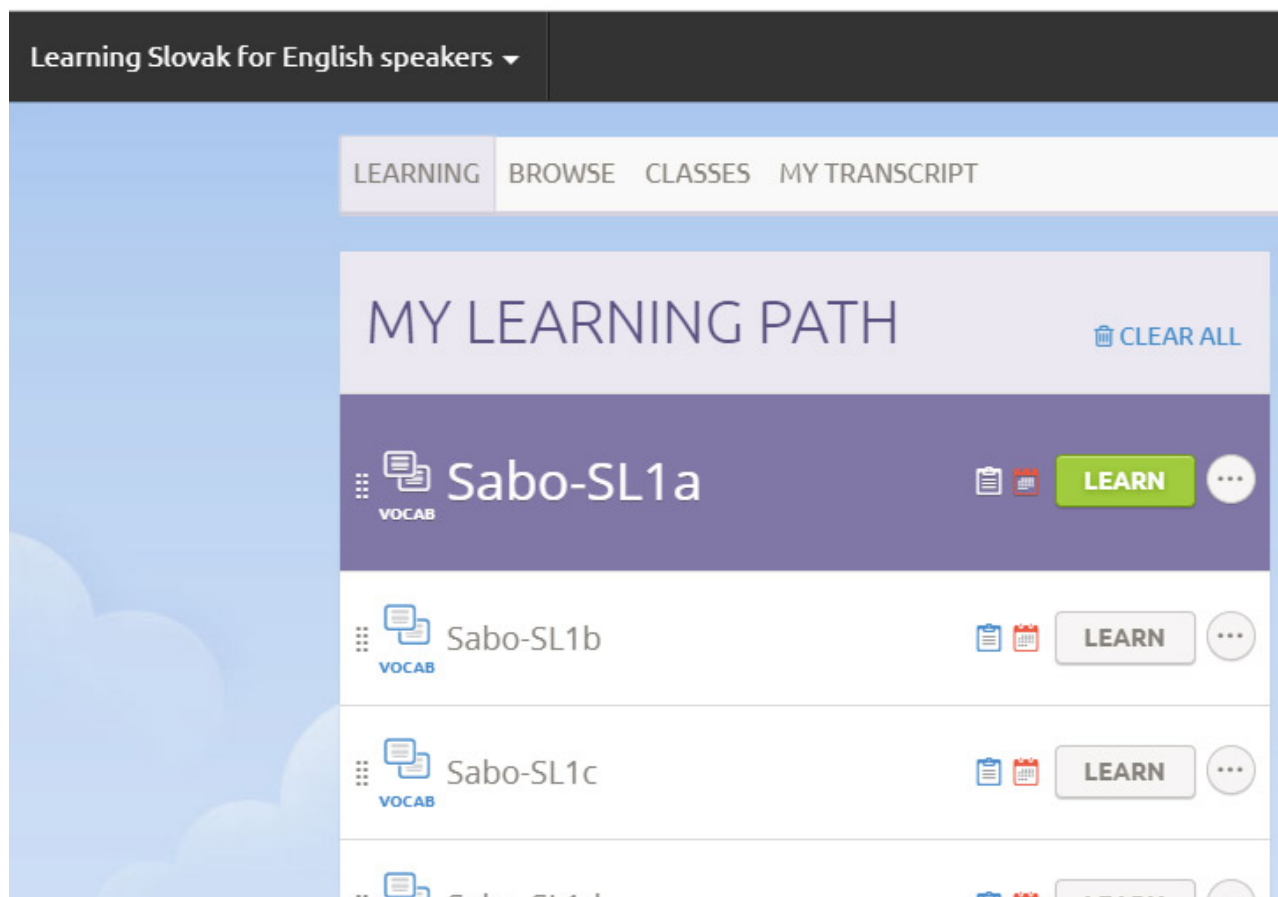 Learning Slovak for English speakers
LEARNING BROWSE CLASSES MY TRANSCRIPT
MY LEARNING PATH CLEAR ALL
Sabo-SL1a LEARN
VOCAB
Sabo-SL1b LEARN
VOCAB
Sabo-SL1c LEARN
VOCAB